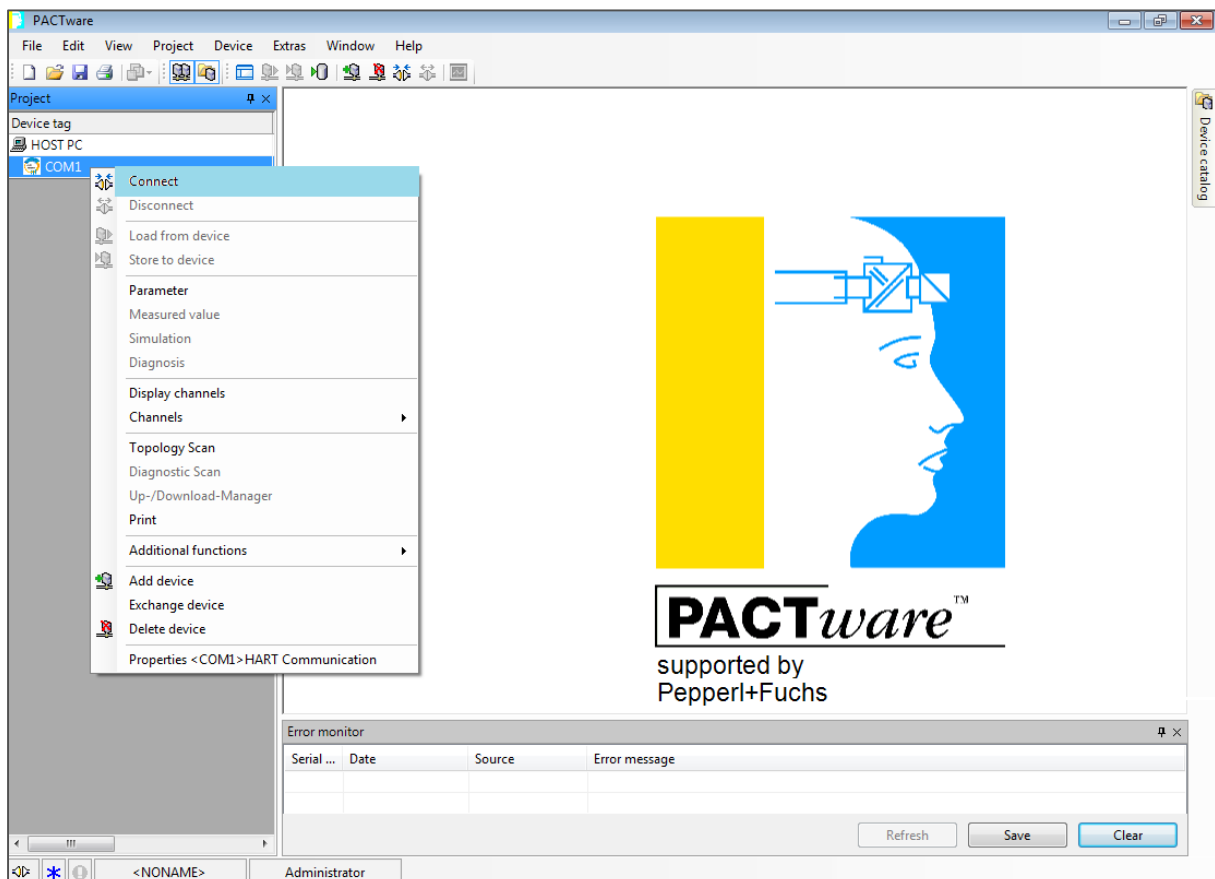 PACTware
File Edit View Project Device Extras Window Help
Project
Device tag
HOST PC
COM1
Connect
Disconnect
Load from device
Store to device
Parameter
Measured value
Simulation
Diagnosis
Display channels
Channels
Topology Scan
Diagnostic Scan
Up-/Download-Manager
Print
Additional functions
Add device
Exchange device
Delete device
Properties <COM1>HART Communication
Device catalog
PACTware™
supported by
Pepperl+Fuchs
Error monitor
Serial ... Date Source Error message
Refresh Save Clear
<NONAME> Administrator